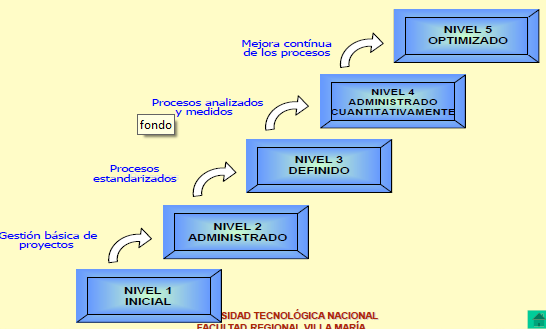 NIVEL 5
OPTIMIZADO
Mejora contínua
de los procesos
NIVEL 4
ADMINISTRADO
CUANTITATIVAMENTE
Procesos analizados
y medidos
fondo
NIVEL 3
DEFINIDO
Procesos
estandarizados
NIVEL 2
ADMINISTRADO
Gestión básica de
proyectos
NIVEL 1
INICIAL
SIDAD TECNOLÓGICA NACIONAL
FACULTAD REGIONAL VILLA MARÍA